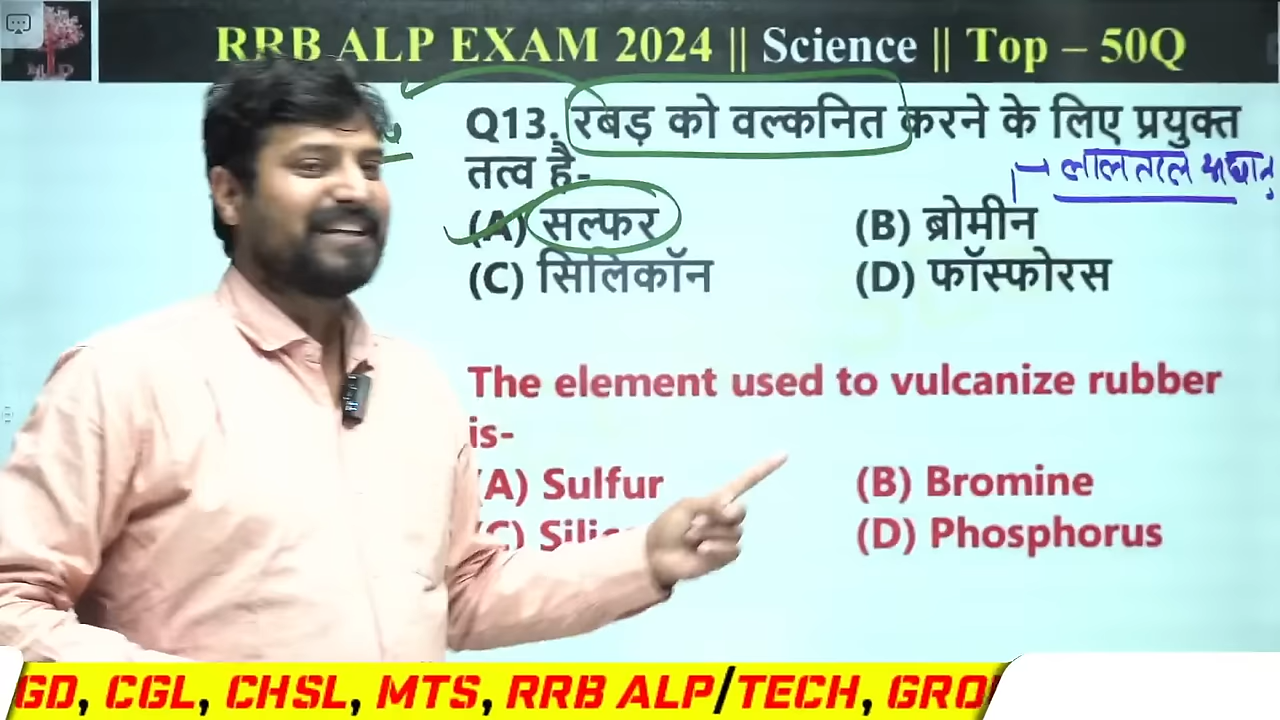 RRB ALP EXAM 2024 || Science || Top – 50Q
Q13. रबड़ को वल्कनित करने के लिए प्रयुक्त
तत्व है-
(A) सल्फर (B) ब्रोमीन
(C) सिलिकॉन (D) फॉस्फोरस
The element used to vulcanize rubber
is-
(A) Sulfur (B) Bromine
(D) Phosphorus
GD, CGL, CHSL, MTS, RRB ALP/TECH,